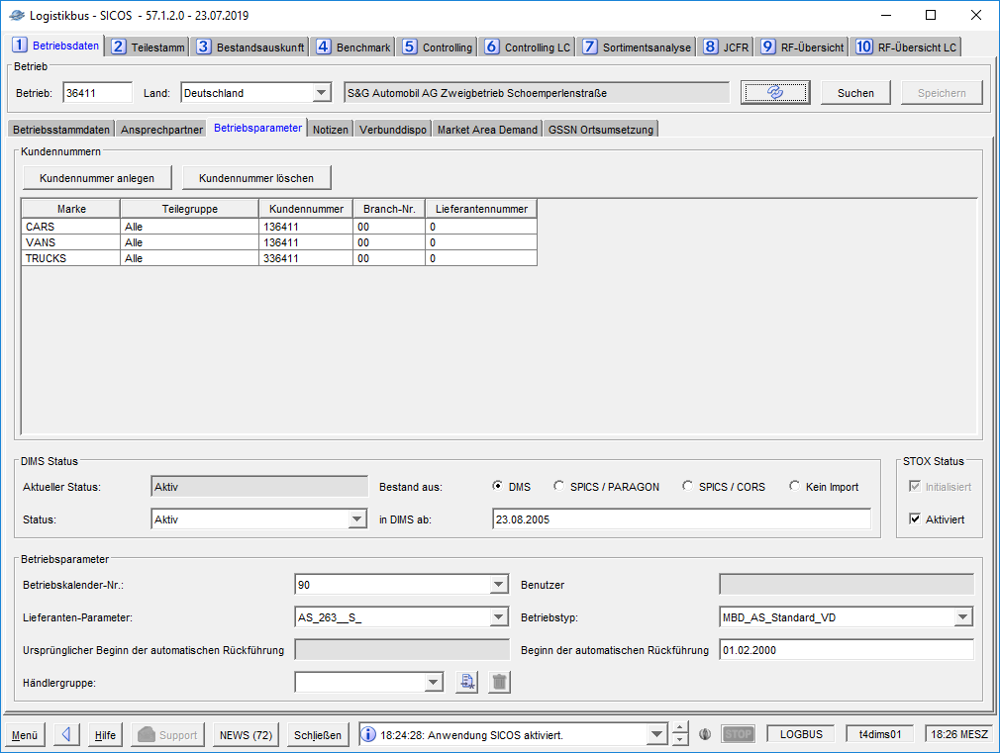 Logistikbus - SICOS - 57.1.2.0 - 23.07.2019
1 Betriebsdaten 2 Teilestamm 3 Bestandsauskunft 4 Benchmark 5 Controlling 6 Controlling LC 7 Sortimentsanalyse 8 JCFR 9 RF-Übersicht 10 RF-Übersicht LC
Betrieb
Betrieb: 36411 Land: Deutschland S&G Automobil AG Zweigbetrieb Schoemperlenstraße Suchen Speichern
Betriebsstammdaten Ansprechpartner Betriebsparameter Notizen Verbunddispo Market Area Demand GSSN Ortsumsetzung
Kundennummern
Kundennummer anlegen Kundennummer löschen
Marke Teilegruppe Kundennummer Branch-Nr. Lieferantennummer
CARS Alle 136411 00 0
VANS Alle 136411 00 0
TRUCKS Alle 336411 00 0
DIMS Status STOX Status
Aktueller Status: Aktiv Bestand aus: DMS SPICS / PARAGON SPICS / CORS Kein Import Initialisiert
Status: Aktiv in DIMS ab: 23.08.2005 Aktiviert
Betriebsparameter
Betriebskalender-Nr.: 90 Benutzer
Lieferanten-Parameter: AS_263__S_ Betriebstyp: MBD_AS_Standard_VD
Ursprünglicher Beginn der automatischen Rückführung Beginn der automatischen Rückführung 01.02.2000
Händlergruppe:
Menü Hilfe Support NEWS (72) Schließen 18:24:28: Anwendung SICOS aktiviert. STOP LOGBUS t4dims01 18:26 MESZ